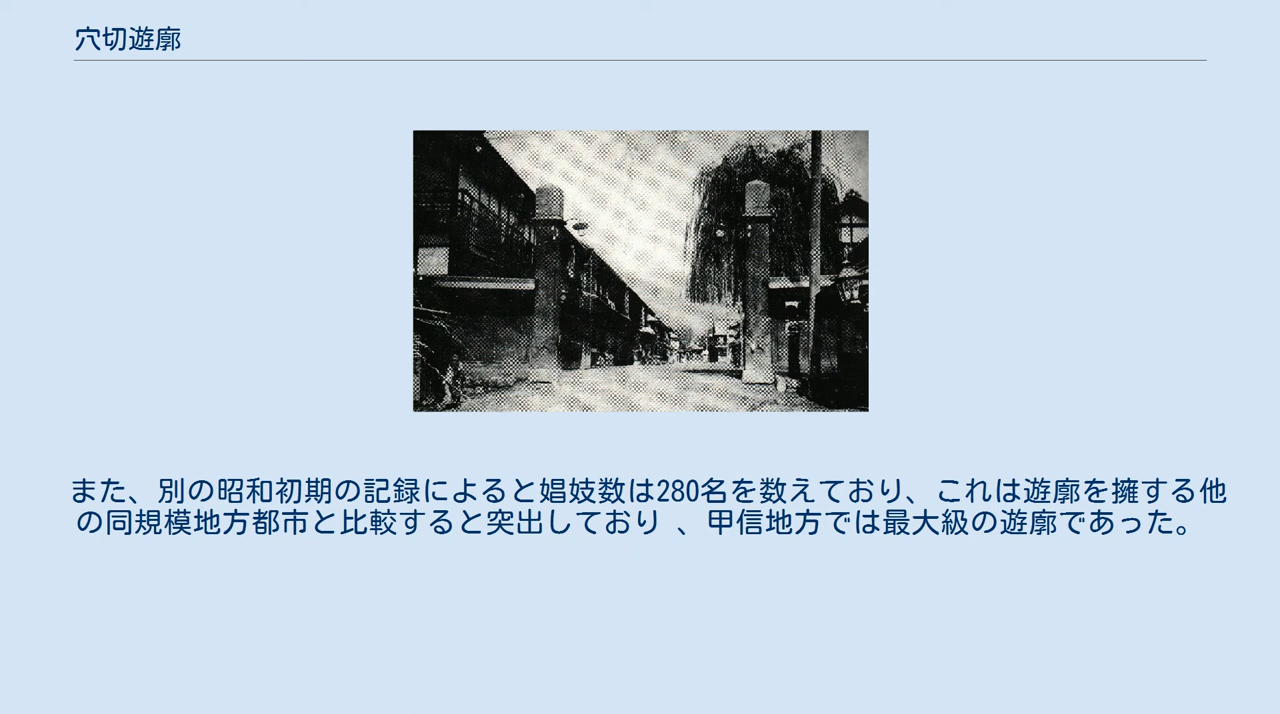 穴切遊廓
また、別の昭和初期の記録によると娼妓数は280名を数えており、これは遊廓を擁する他
の同規模地方都市と比較すると突出しており 、甲信地方では最大級の遊廓であった。